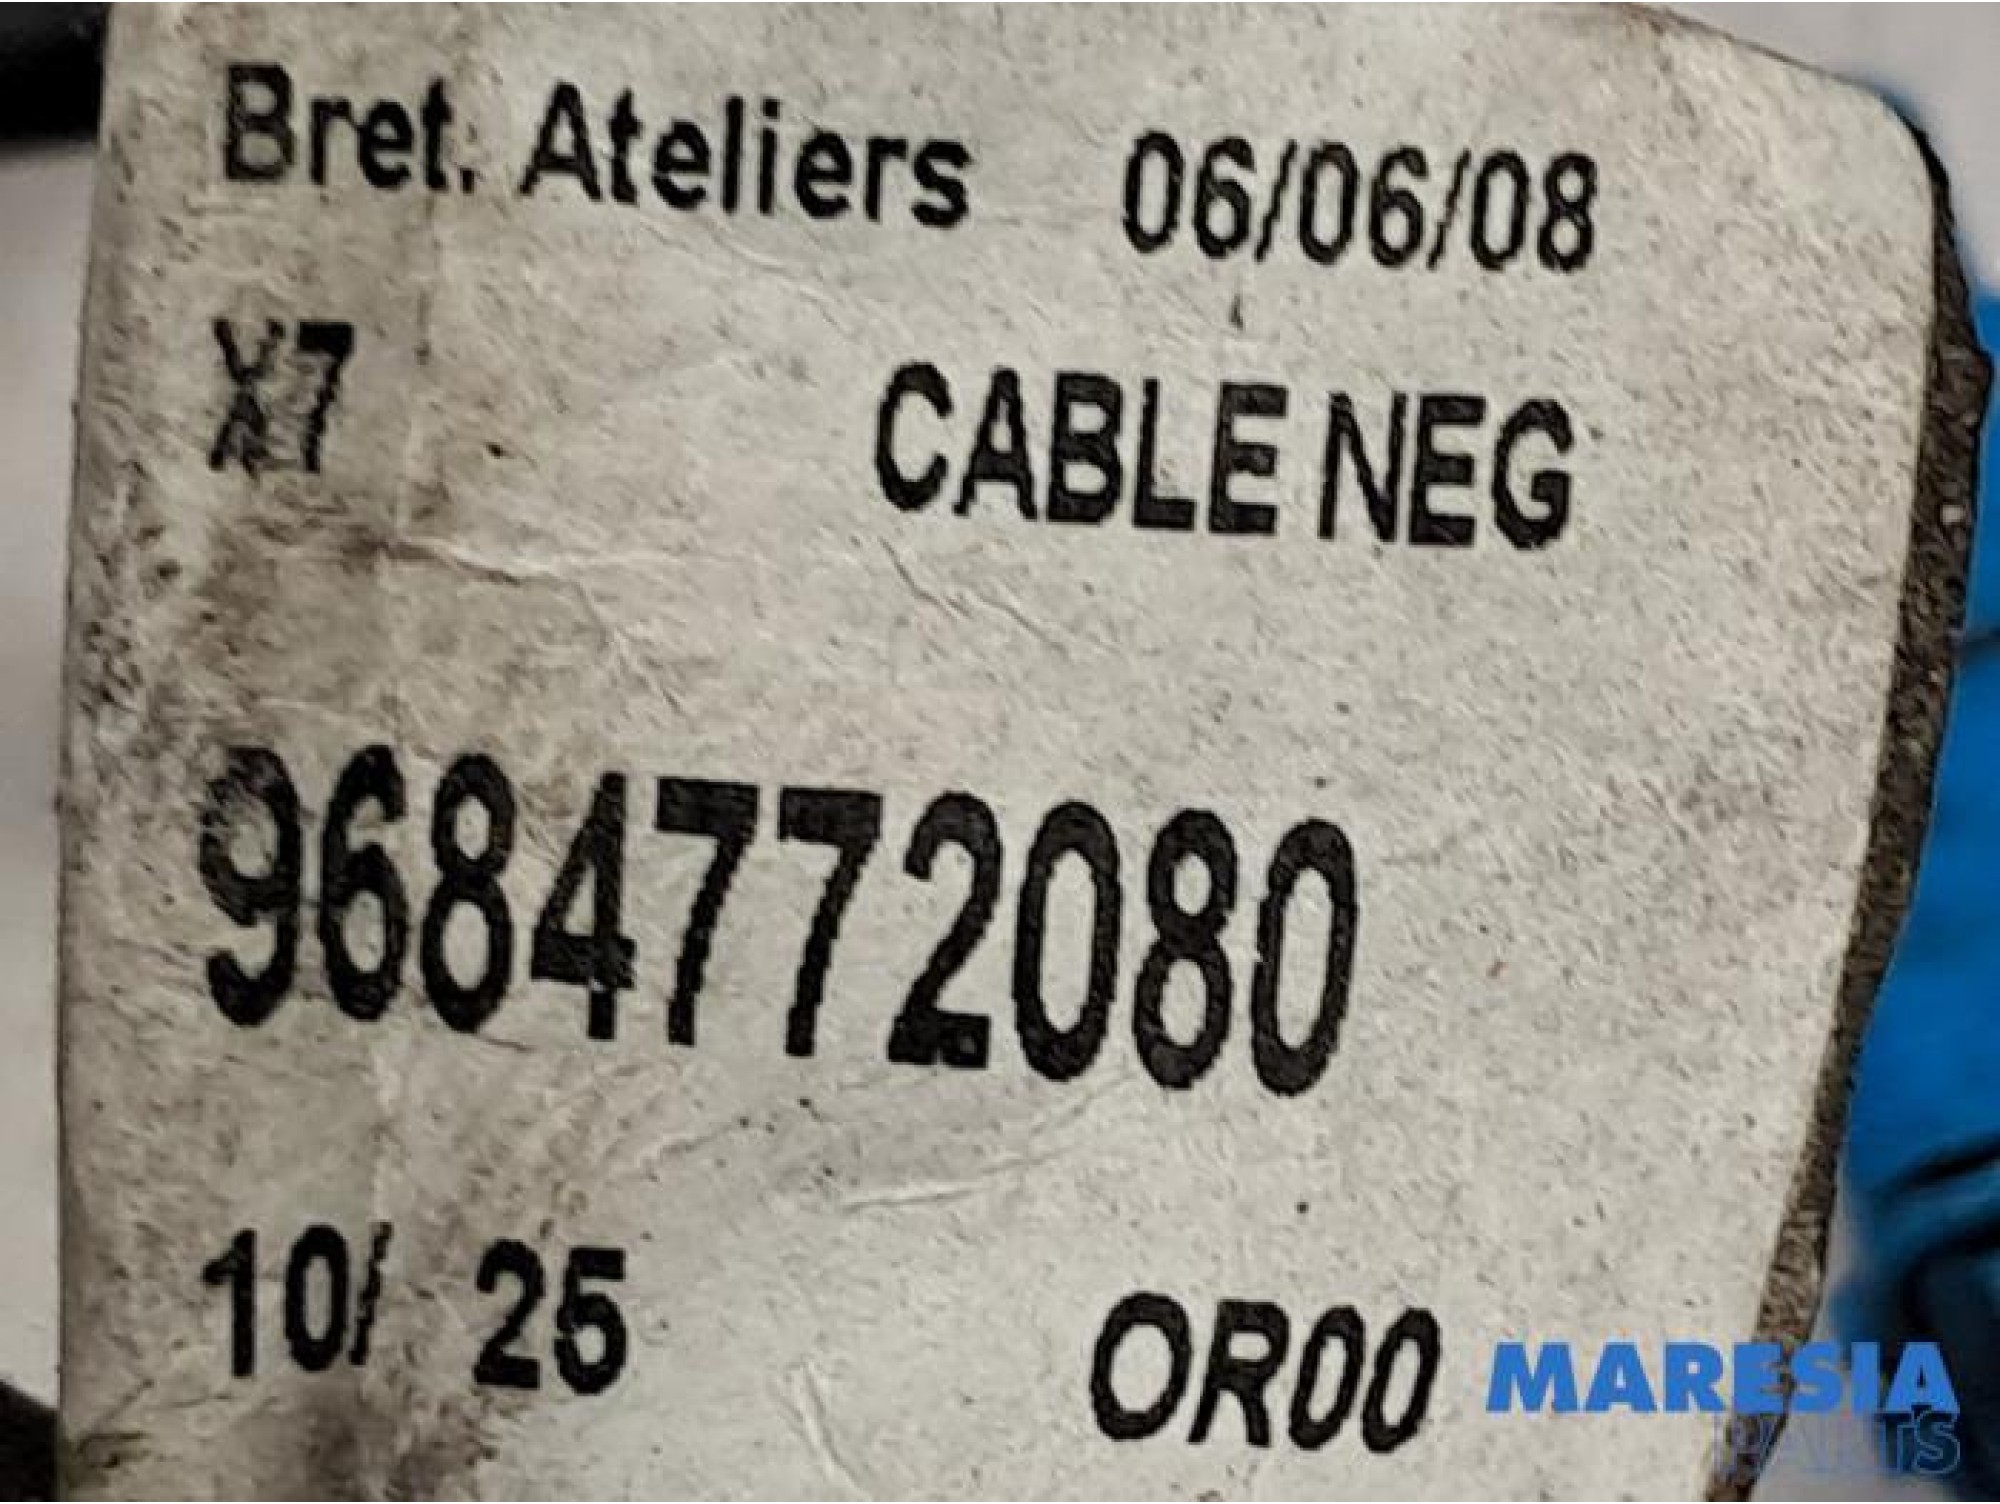 Bret. Ateliers 06/06/08
X7 CABLE NEG
9684772080
10/ 25 OR00
MARESIA
PARTS